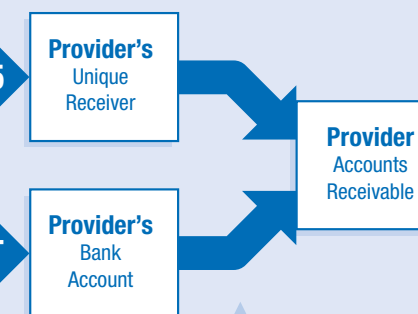 Provider's
Unique
Receiver
Provider
Accounts
Receivable
Provider's
Bank
Account